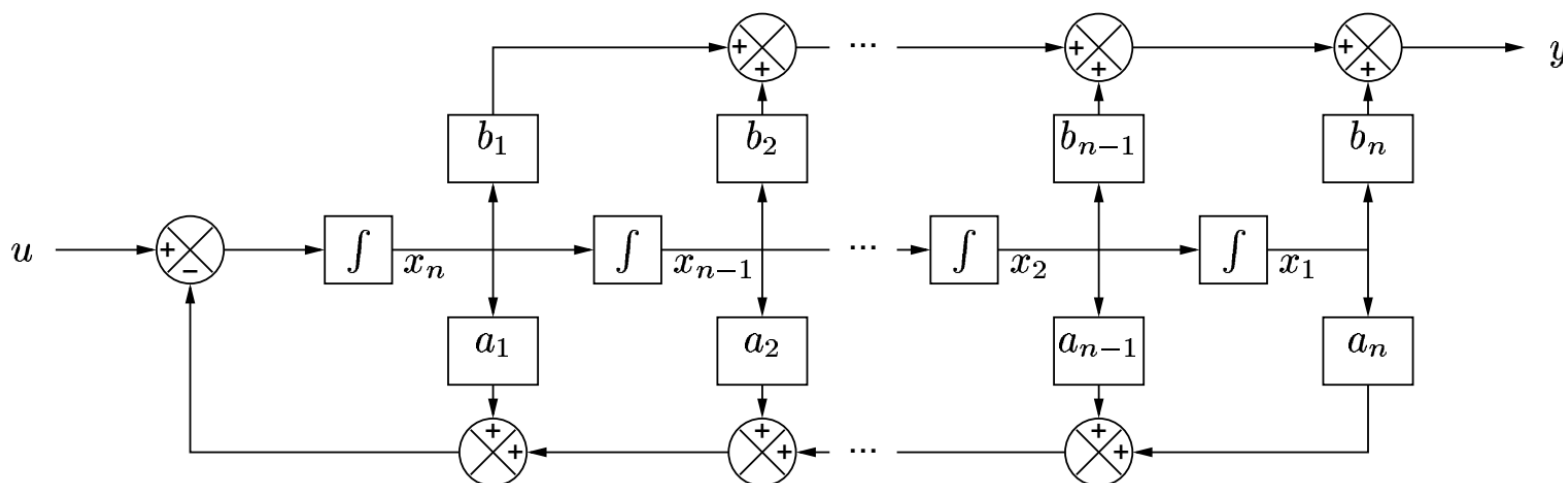 + + ... + + y
+ + +
b₁ b₂ bₙ₋₁ bₙ
u + ∫ ∫ ... ∫ ∫
− xₙ xₙ₋₁ x₂ x₁
a₁ a₂ aₙ₋₁ aₙ
+ + +
+ + ... +